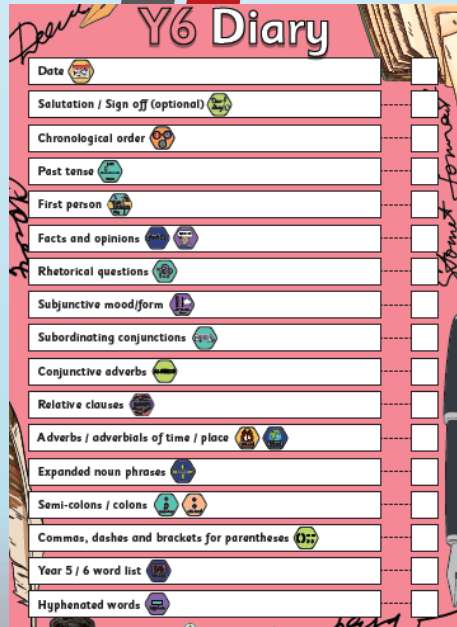 Y6 Diary
Date
Salutation / Sign off (optional)
Chronological order
Past tense
First person
Facts and opinions
Rhetorical questions
Subjunctive mood/form
Subordinating conjunctions
Conjunctive adverbs
Relative clauses
Adverbs / adverbials of time / place
Expanded noun phrases
Semi-colons / colons
Commas, dashes and brackets for parentheses
Year 5 / 6 word list
Hyphenated words